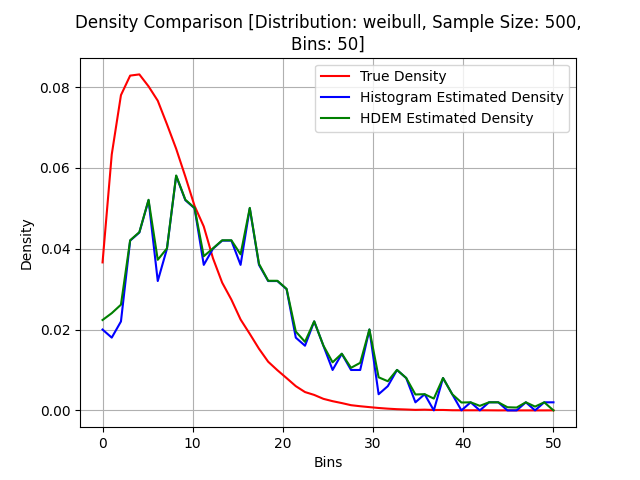 Density Comparison [Distribution: weibull, Sample Size: 500,
Bins: 50]
True Density
Histogram Estimated Density
HDEM Estimated Density
Density
0.08
0.06
0.04
0.02
0.00
0 10 20 30 40 50
Bins